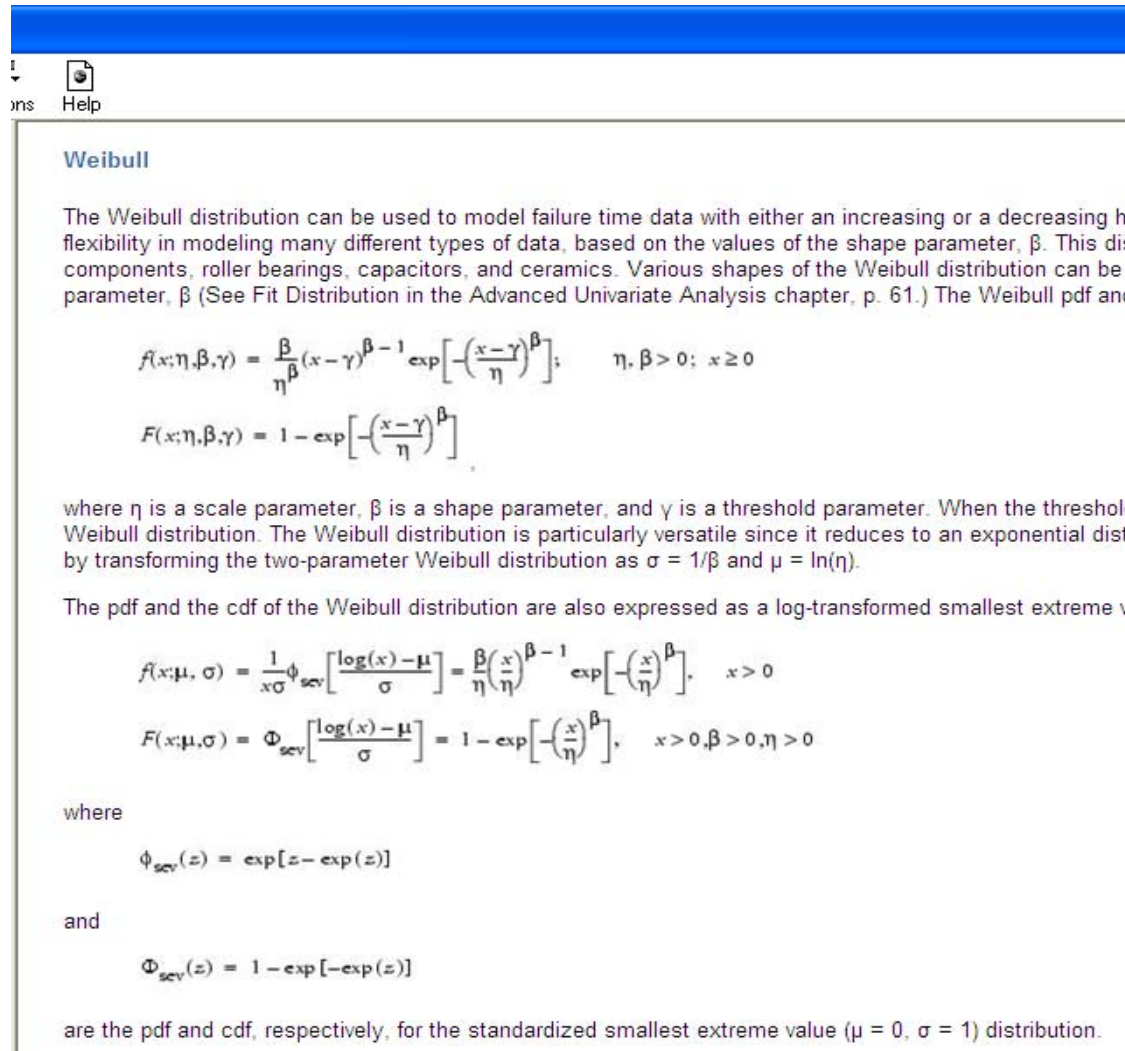 Help
Weibull
The Weibull distribution can be used to model failure time data with either an increasing or a decreasing
flexibility in modeling many different types of data, based on the values of the shape parameter, β. This
components, roller bearings, capacitors, and ceramics. Various shapes of the Weibull distribution can be
parameter, β (See Fit Distribution in the Advanced Univariate Analysis chapter, p. 61.) The Weibull pdf
f(x;η,β,γ) = β/η^β (x − γ)^(β − 1) exp[−((x − γ)/η)^β]; η, β > 0; x ≥ 0
F(x;η,β,γ) = 1 − exp[−((x − γ)/η)^β] ,
where η is a scale parameter, β is a shape parameter, and γ is a threshold parameter. When the
Weibull distribution. The Weibull distribution is particularly versatile since it reduces to an exponential
by transforming the two-parameter Weibull distribution as σ = 1/β and μ = ln(η).
The pdf and the cdf of the Weibull distribution are also expressed as a log-transformed smallest extreme
f(x;μ, σ) = 1/(xσ) ϕ_sev[(log(x) − μ)/σ] = β/η (x/η)^(β − 1) exp[−(x/η)^β], x > 0
F(x;μ,σ) = Φ_sev[(log(x) − μ)/σ] = 1 − exp[−(x/η)^β], x > 0,β > 0,η > 0
where
ϕ_sev(z) = exp[z − exp(z)]
and
Φ_sev(z) = 1 − exp[−exp(z)]
are the pdf and cdf, respectively, for the standardized smallest extreme value (μ = 0, σ = 1) distribution.